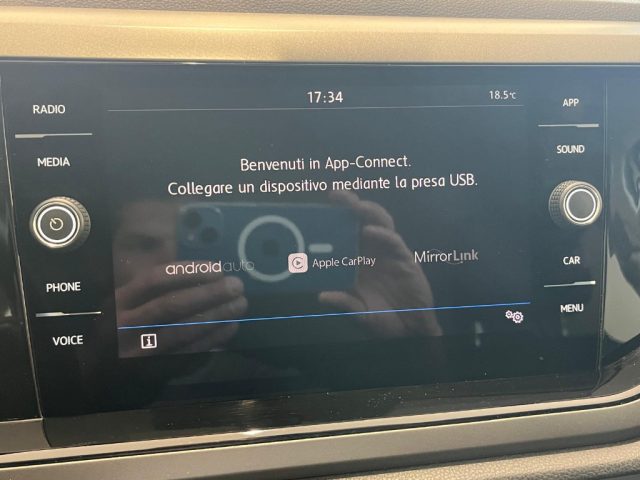 RADIO
MEDIA
PHONE
VOICE
17:34
18.5°C
Benvenuti in App-Connect.
Collegare un dispositivo mediante la presa USB.
androidauto
Apple CarPlay
MirrorLink
i
APP
SOUND
CAR
MENU